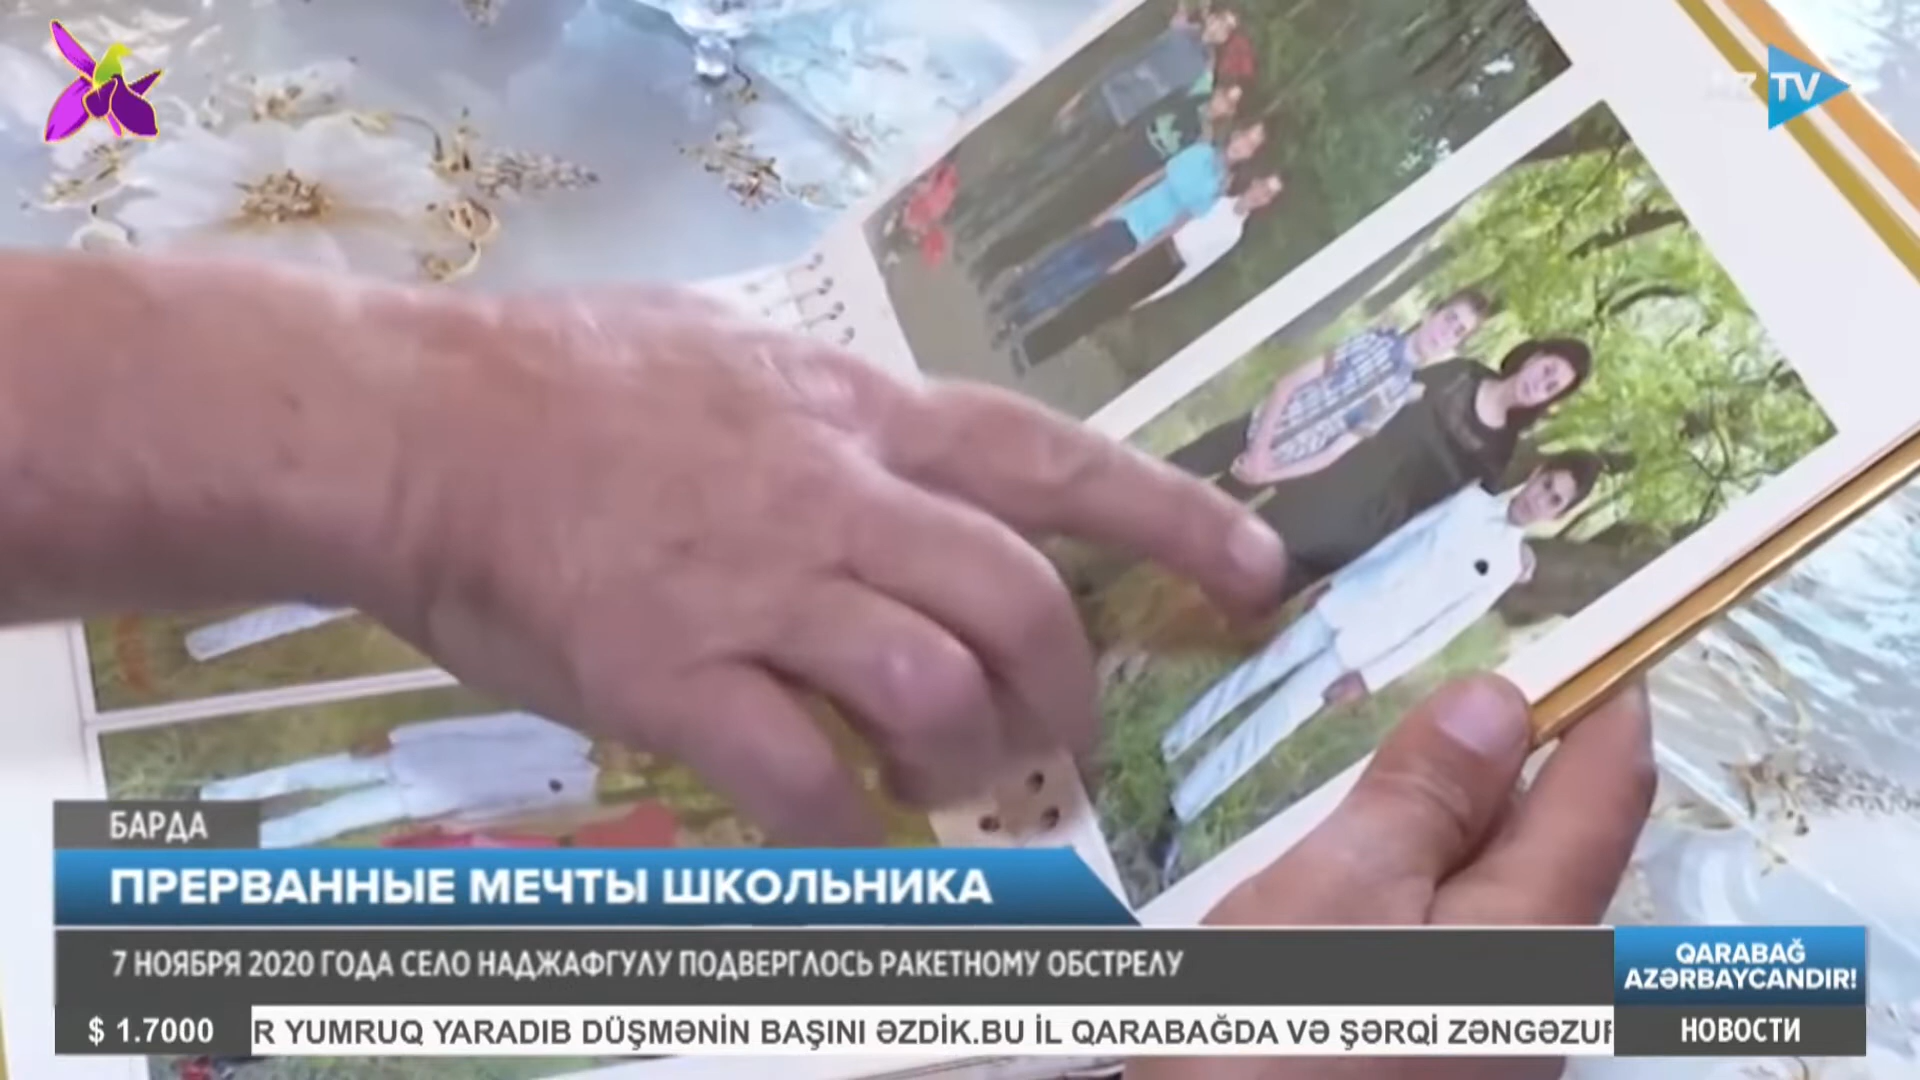 AZTV
БАРДА
ПРЕРВАННЫЕ МЕЧТЫ ШКОЛЬНИКА
7 НОЯБРЯ 2020 ГОДА СЕЛО НАДЖАФГУЛУ ПОДВЕРГЛОСЬ РАКЕТНОМУ ОБСТРЕЛУ
QARABAĞ
AZƏRBAYCANDIR!
$ 1.7000
R YUMRUQ YARADIB DÜŞMƏNİN BAŞINI ƏZDİK.BU İL QARABAĞDA VƏ ŞƏRQİ ZƏNGƏZUR
НОВОСТИ